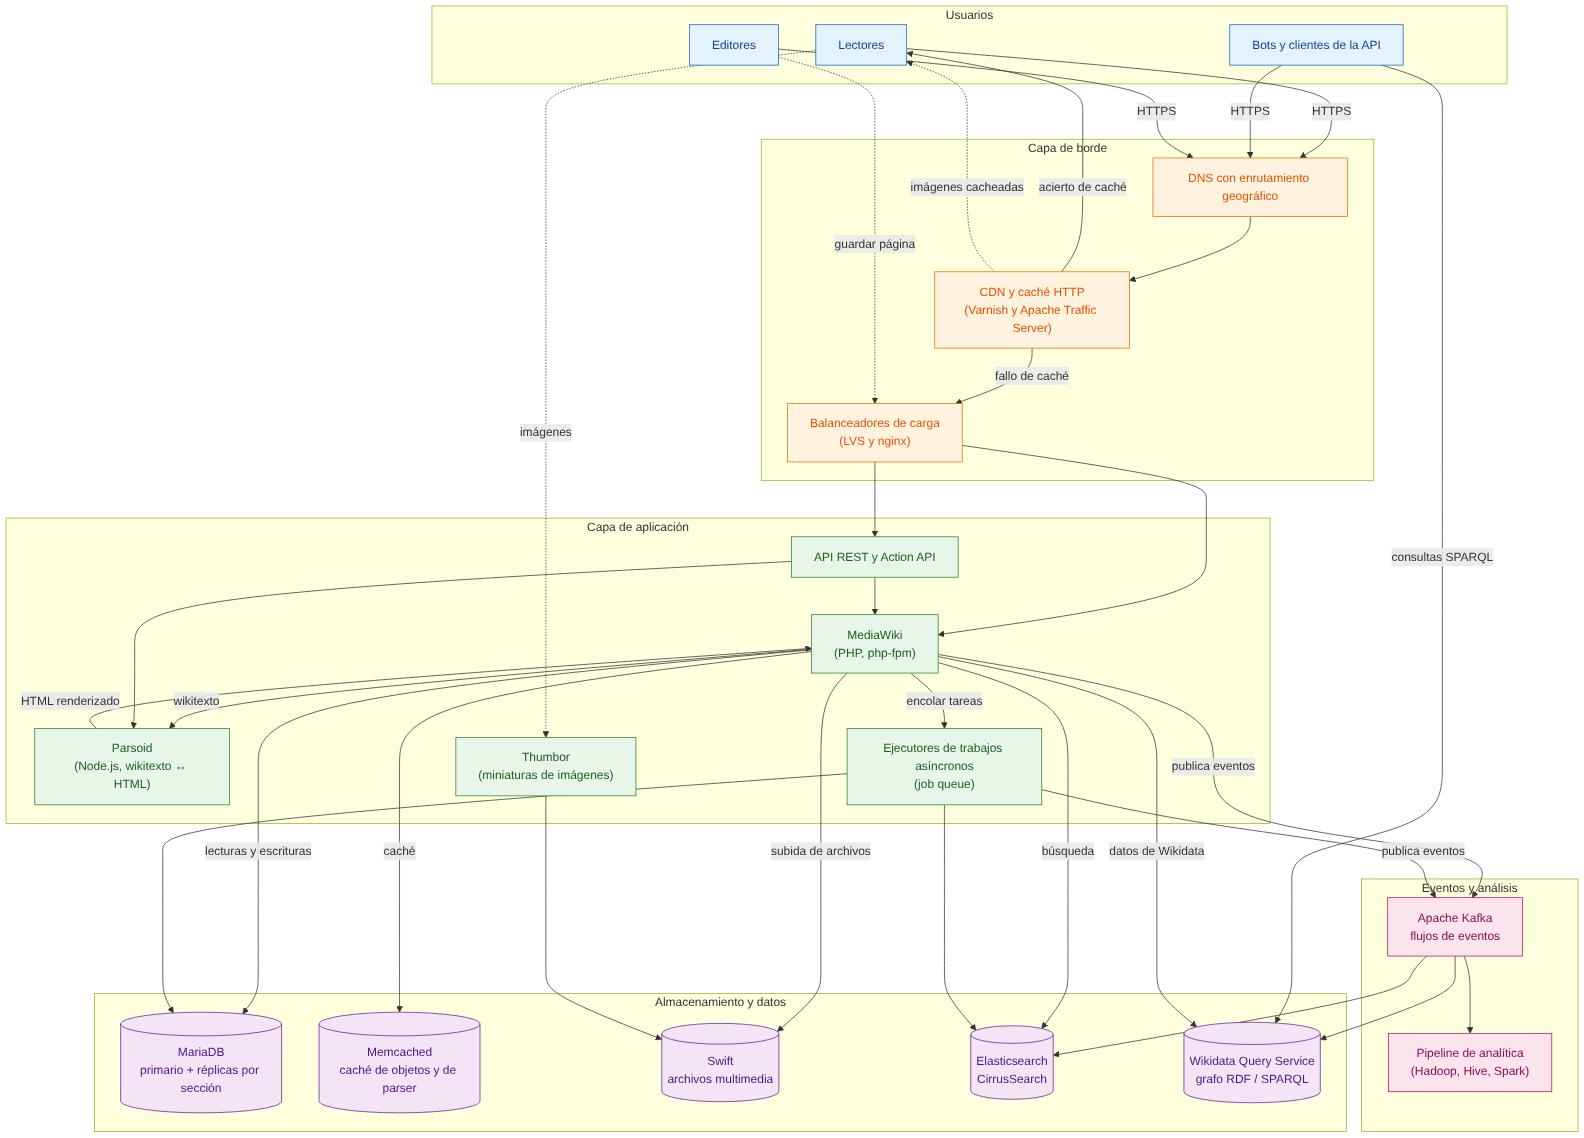 Usuarios
Editores
Lectores
Bots y clientes de la API
HTTPS
HTTPS
HTTPS
Capa de borde
DNS con enrutamiento
geográfico
imágenes cacheadas
acierto de caché
guardar página
CDN y caché HTTP
(Varnish y Apache Traffic
Server)
fallo de caché
imágenes
Balanceadores de carga
(LVS y nginx)
Capa de aplicación
API REST y Action API
consultas SPARQL
MediaWiki
(PHP, php-fpm)
HTML renderizado
wikitexto
encolar tareas
Parsoid
(Node.js, wikitexto ↔
HTML)
Thumbor
(miniaturas de imágenes)
Ejecutores de trabajos
asíncronos
(job queue)
publica eventos
lecturas y escrituras
caché
subida de archivos
búsqueda
datos de Wikidata
publica eventos
Eventos y análisis
Apache Kafka
flujos de eventos
Almacenamiento y datos
MariaDB
primario + réplicas por
sección
Memcached
caché de objetos y de
parser
Swift
archivos multimedia
Elasticsearch
CirrusSearch
Wikidata Query Service
grafo RDF / SPARQL
Pipeline de analítica
(Hadoop, Hive, Spark)